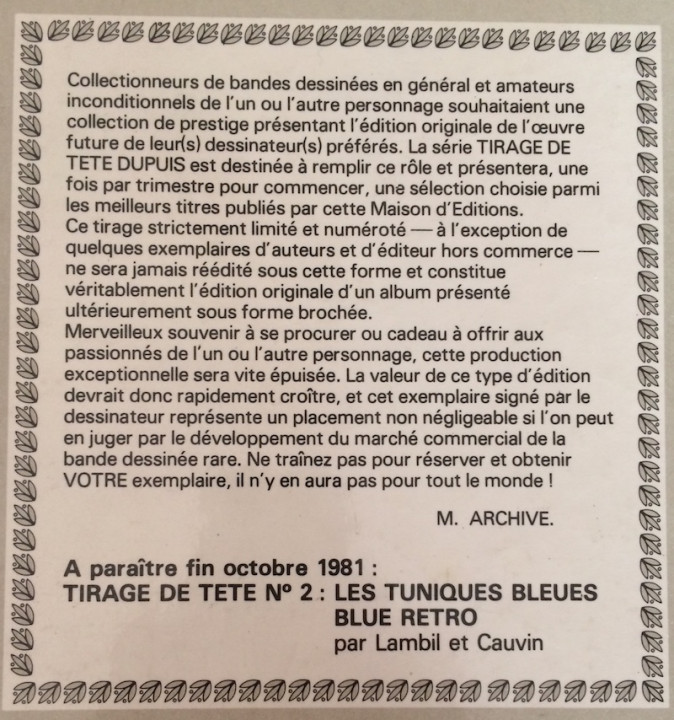 Collectionneurs de bandes dessinées en général et amateurs
inconditionnels de l'un ou l'autre personnage souhaitaient une
collection de prestige présentant l'édition originale de l'œuvre
future de leur(s) dessinateur(s) préférés. La série TIRAGE DE
TETE DUPUIS est destinée à remplir ce rôle et présentera, une
fois par trimestre pour commencer, une sélection choisie parmi
les meilleurs titres publiés par cette Maison d'Editions.
Ce tirage strictement limité et numéroté — à l'exception de
quelques exemplaires d'auteurs et d'éditeur hors commerce —
ne sera jamais réédité sous cette forme et constitue
véritablement l'édition originale d'un album présenté
ultérieurement sous forme brochée.
Merveilleux souvenir à se procurer ou cadeau à offrir aux
passionnés de l'un ou l'autre personnage, cette production
exceptionnelle sera vite épuisée. La valeur de ce type d'édition
devrait donc rapidement croître, et cet exemplaire signé par le
dessinateur représente un placement non négligeable si l'on peut
en juger par le développement du marché commercial de la
bande dessinée rare. Ne traînez pas pour réserver et obtenir
VOTRE exemplaire, il n'y en aura pas pour tout le monde !
M. ARCHIVE.
A paraître fin octobre 1981 :
TIRAGE DE TETE Nº 2 : LES TUNIQUES BLEUES
BLUE RETRO
par Lambil et Cauvin